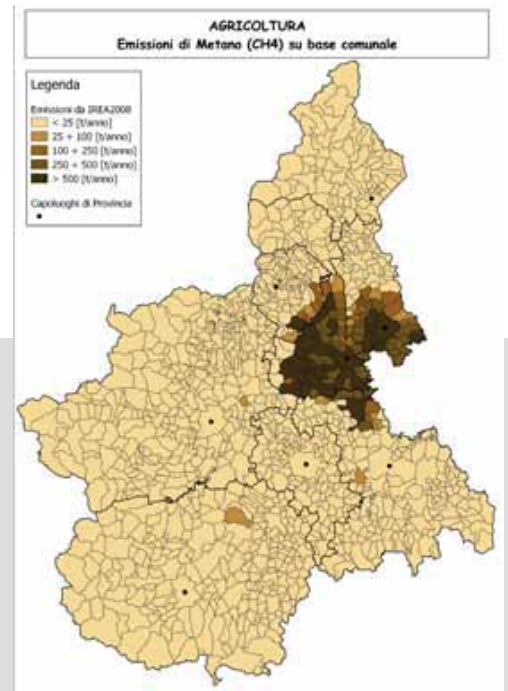 AGRICOLTURA
Emissioni di Metano (CH4) su base comunale
Legenda
Emissioni da IREA2008
< 25 [t/anno]
25 ÷ 100 [t/anno]
100 ÷ 250 [t/anno]
250 ÷ 500 [t/anno]
> 500 [t/anno]
Capoluoghi di Provincia